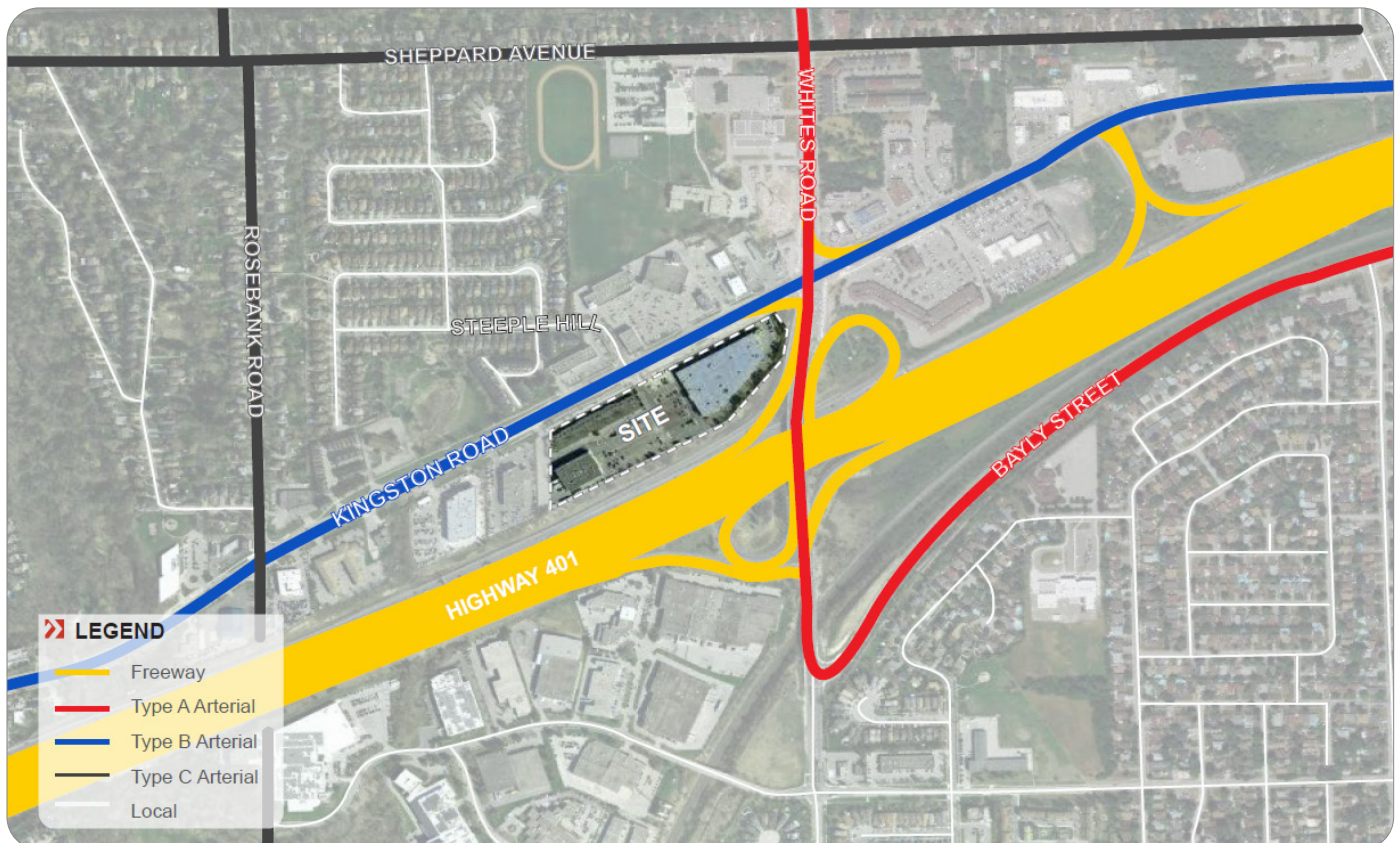 SHEPPARD AVENUE
WHITES ROAD
ROSEBANK ROAD
STEEPLE HILL
SITE
KINGSTON ROAD
BAYLY STREET
HIGHWAY 401
LEGEND
Freeway
Type A Arterial
Type B Arterial
Type C Arterial
Local